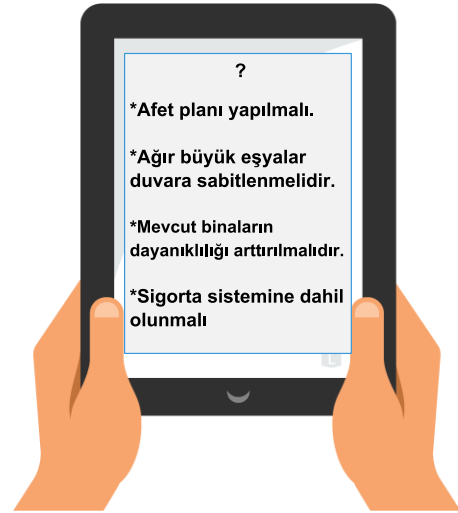 ?
*Afet planı yapılmalı.
*Ağır büyük eşyalar
duvara sabitlenmelidir.
*Mevcut binaların
dayanıklılığı arttırılmalıdır.
*Sigorta sistemine dahil
olunmalı
L